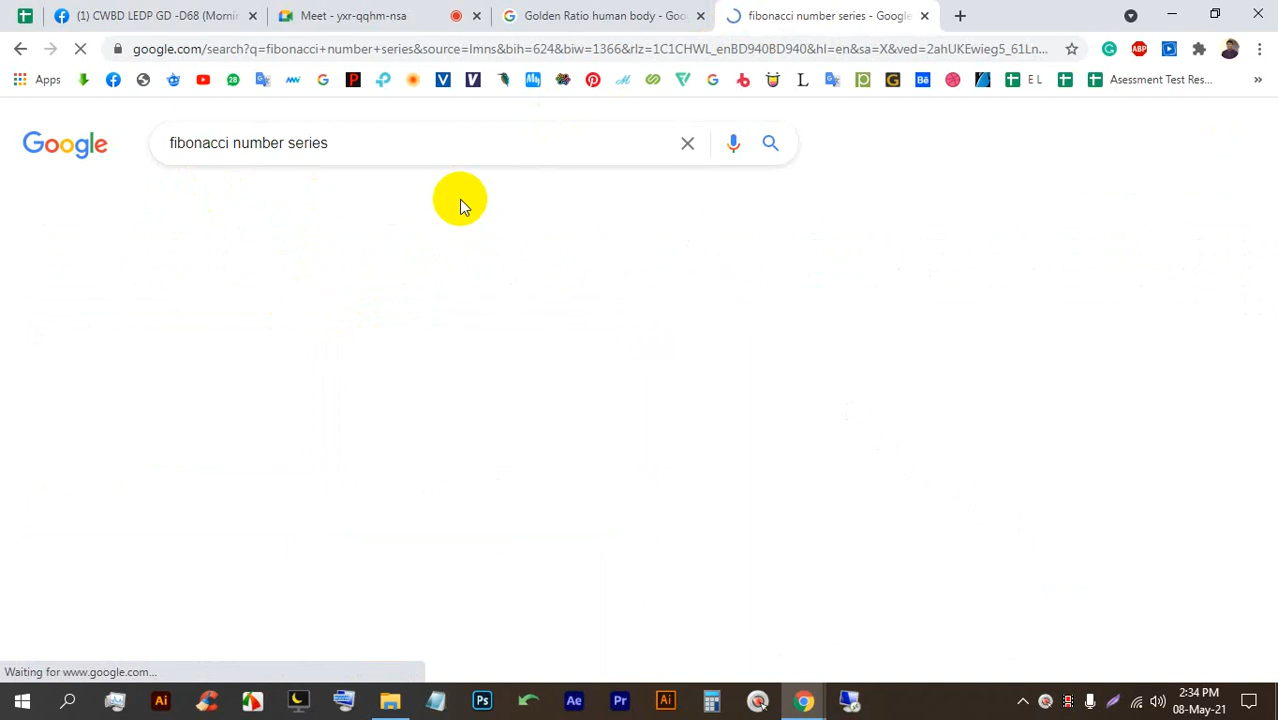 (1) CWBD LEDP GD -D68 (Mornin
Meet - yxr-qqhm-nsa
Golden Ratio human body - Goo
fibonacci number series - Google
google.com/search?q=fibonacci+number+series&source=lmns&bih=624&biw=1366&rlz=1C1CHWL_enBD940BD940&hl=en&sa=X&ved=2ahUKEwieg5_61Ln...
Apps
E L
Asessment Test Res...
Google
fibonacci number series
Waiting for www.google.com...
2:34 PM
08-May-21